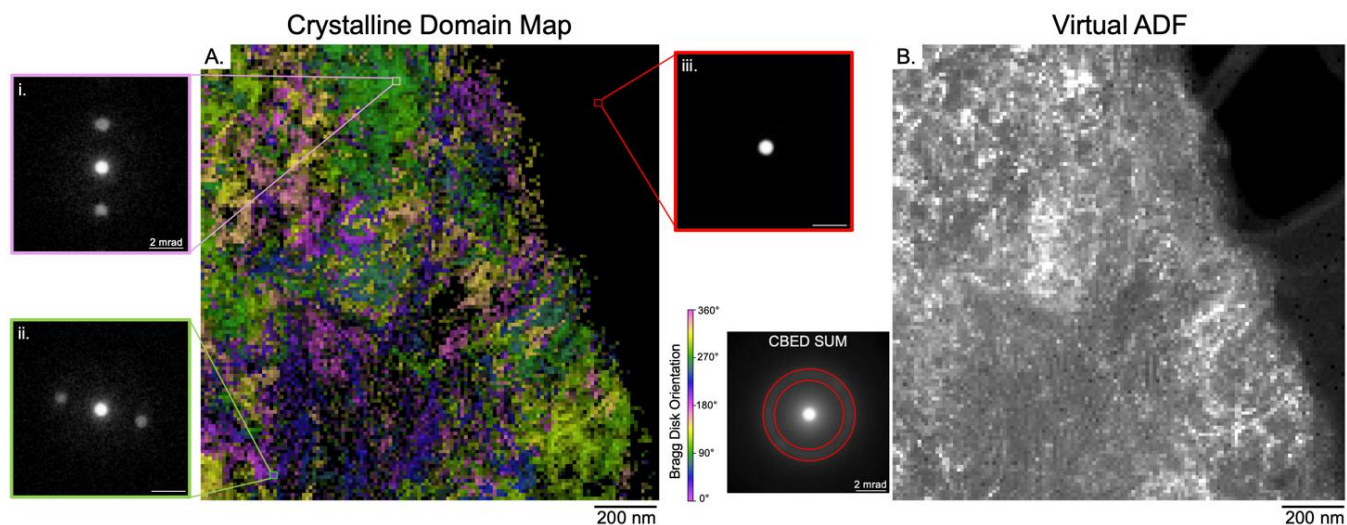 Crystalline Domain Map
Virtual ADF
A.
B.
i.
2 mrad
ii.
iii.
Bragg Disk Orientation
360°
270°
180°
90°
0°
CBED SUM
2 mrad
200 nm
200 nm